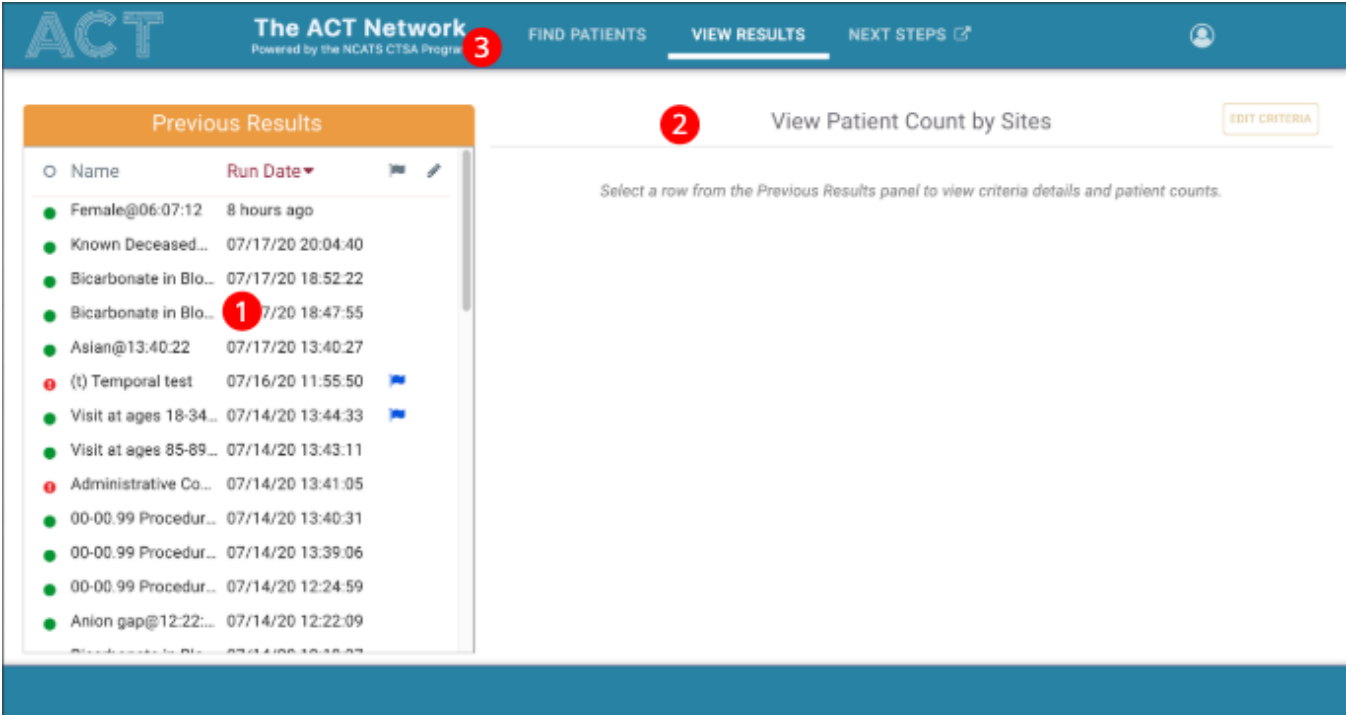 ACT
The ACT Network
Powered by the NCATS CTSA
3
FIND PATIENTS
VIEW RESULTS
NEXT STEPS
Previous Results
Name Run Date
Female@06:07:12 8 hours ago
Known Deceased... 07/17/20 20:04:40
Bicarbonate in Blo... 07/17/20 18:52:22
Bicarbonate in Blo... 1 7/20 18:47:55
Asian@13:40:22 07/17/20 13:40:27
(t) Temporal test 07/16/20 11:55:50
Visit at ages 18-34... 07/14/20 13:44:33
Visit at ages 85-89... 07/14/20 13:43:11
Administrative Co... 07/14/20 13:41:05
00-00.99 Procedur... 07/14/20 13:40:31
00-00.99 Procedur... 07/14/20 13:39:06
00-00.99 Procedur... 07/14/20 12:24:59
Anion gap@12:22:... 07/14/20 12:22:09
2
View Patient Count by Sites
EDIT CRITERIA
Select a row from the Previous Results panel to view criteria details and patient counts.